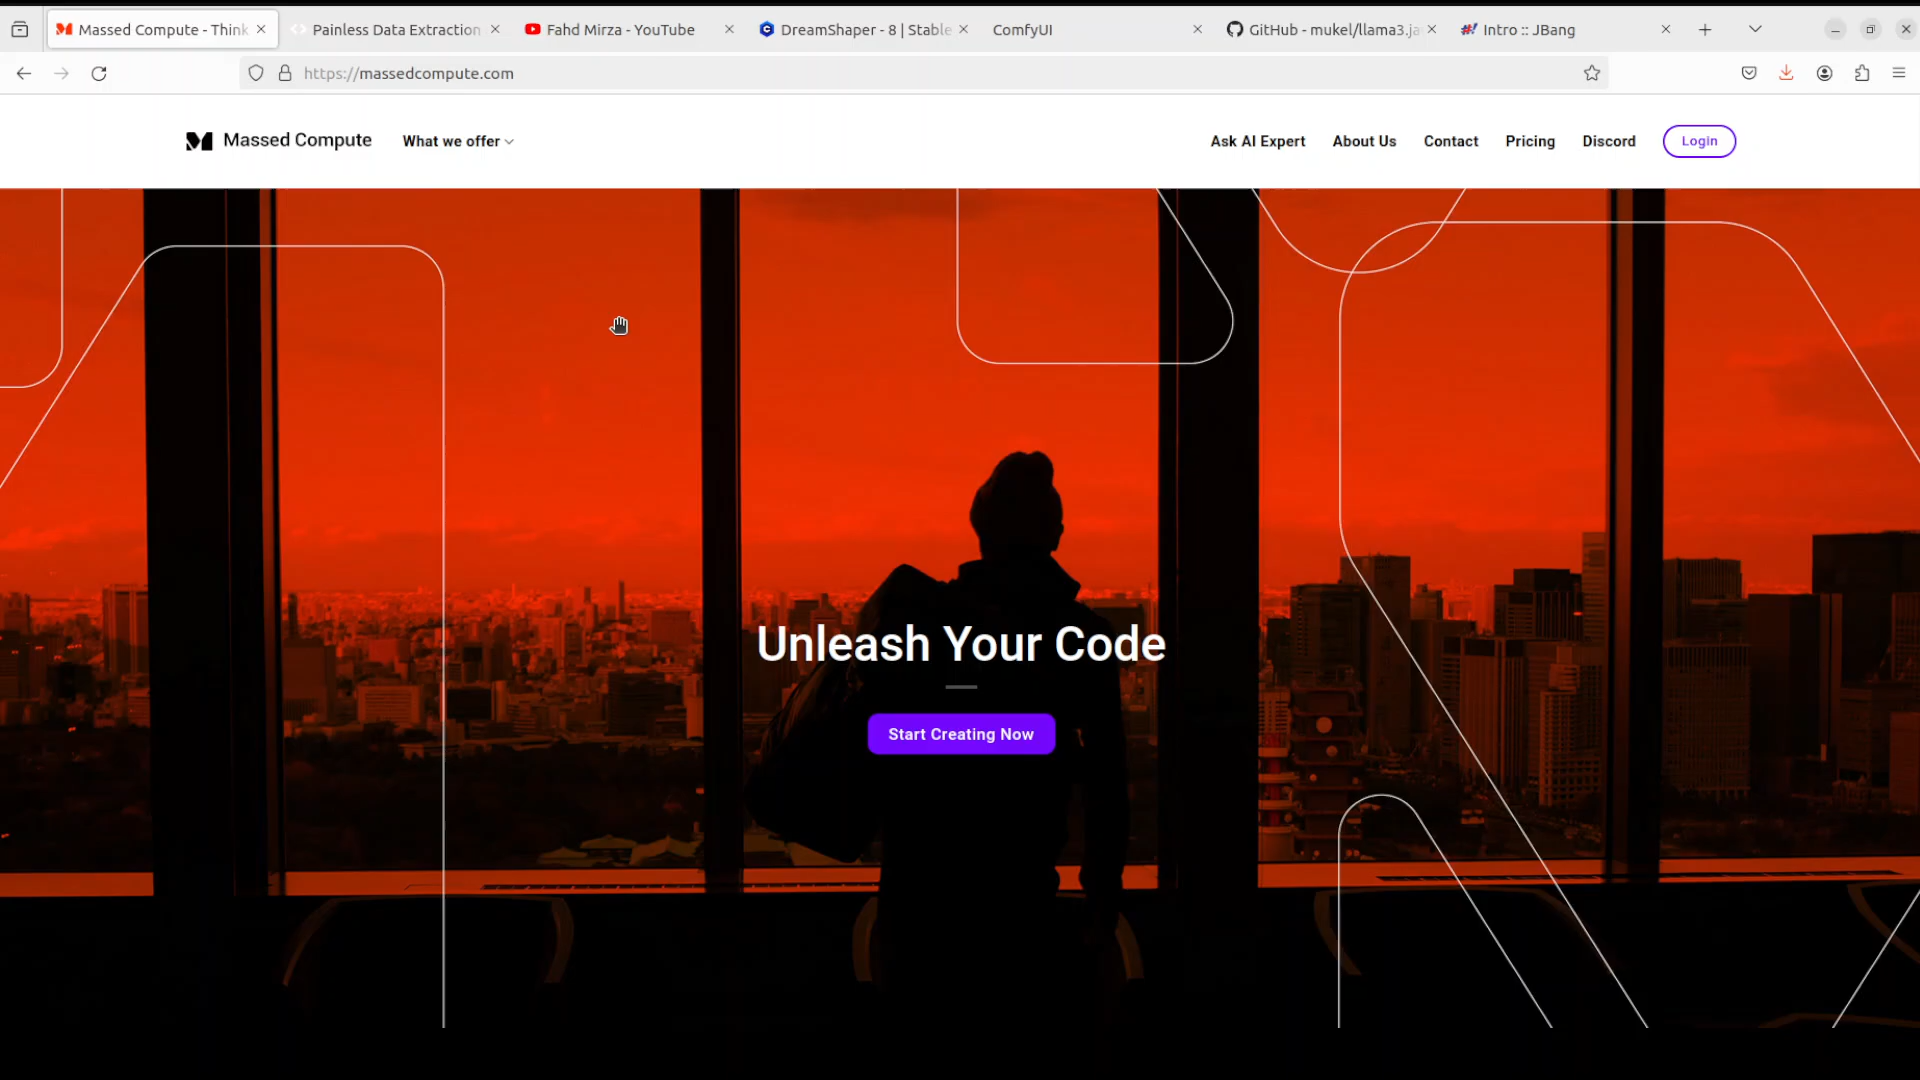 Massed Compute - Think
Painless Data Extraction
Fahd Mirza - YouTube
DreamShaper - 8 | Stable
ComfyUI
GitHub - mukel/llama3.ja
Intro :: JBang
https://massedcompute.com
Massed Compute
What we offer
Ask AI Expert
About Us
Contact
Pricing
Discord
Login
Unleash Your Code
Start Creating Now